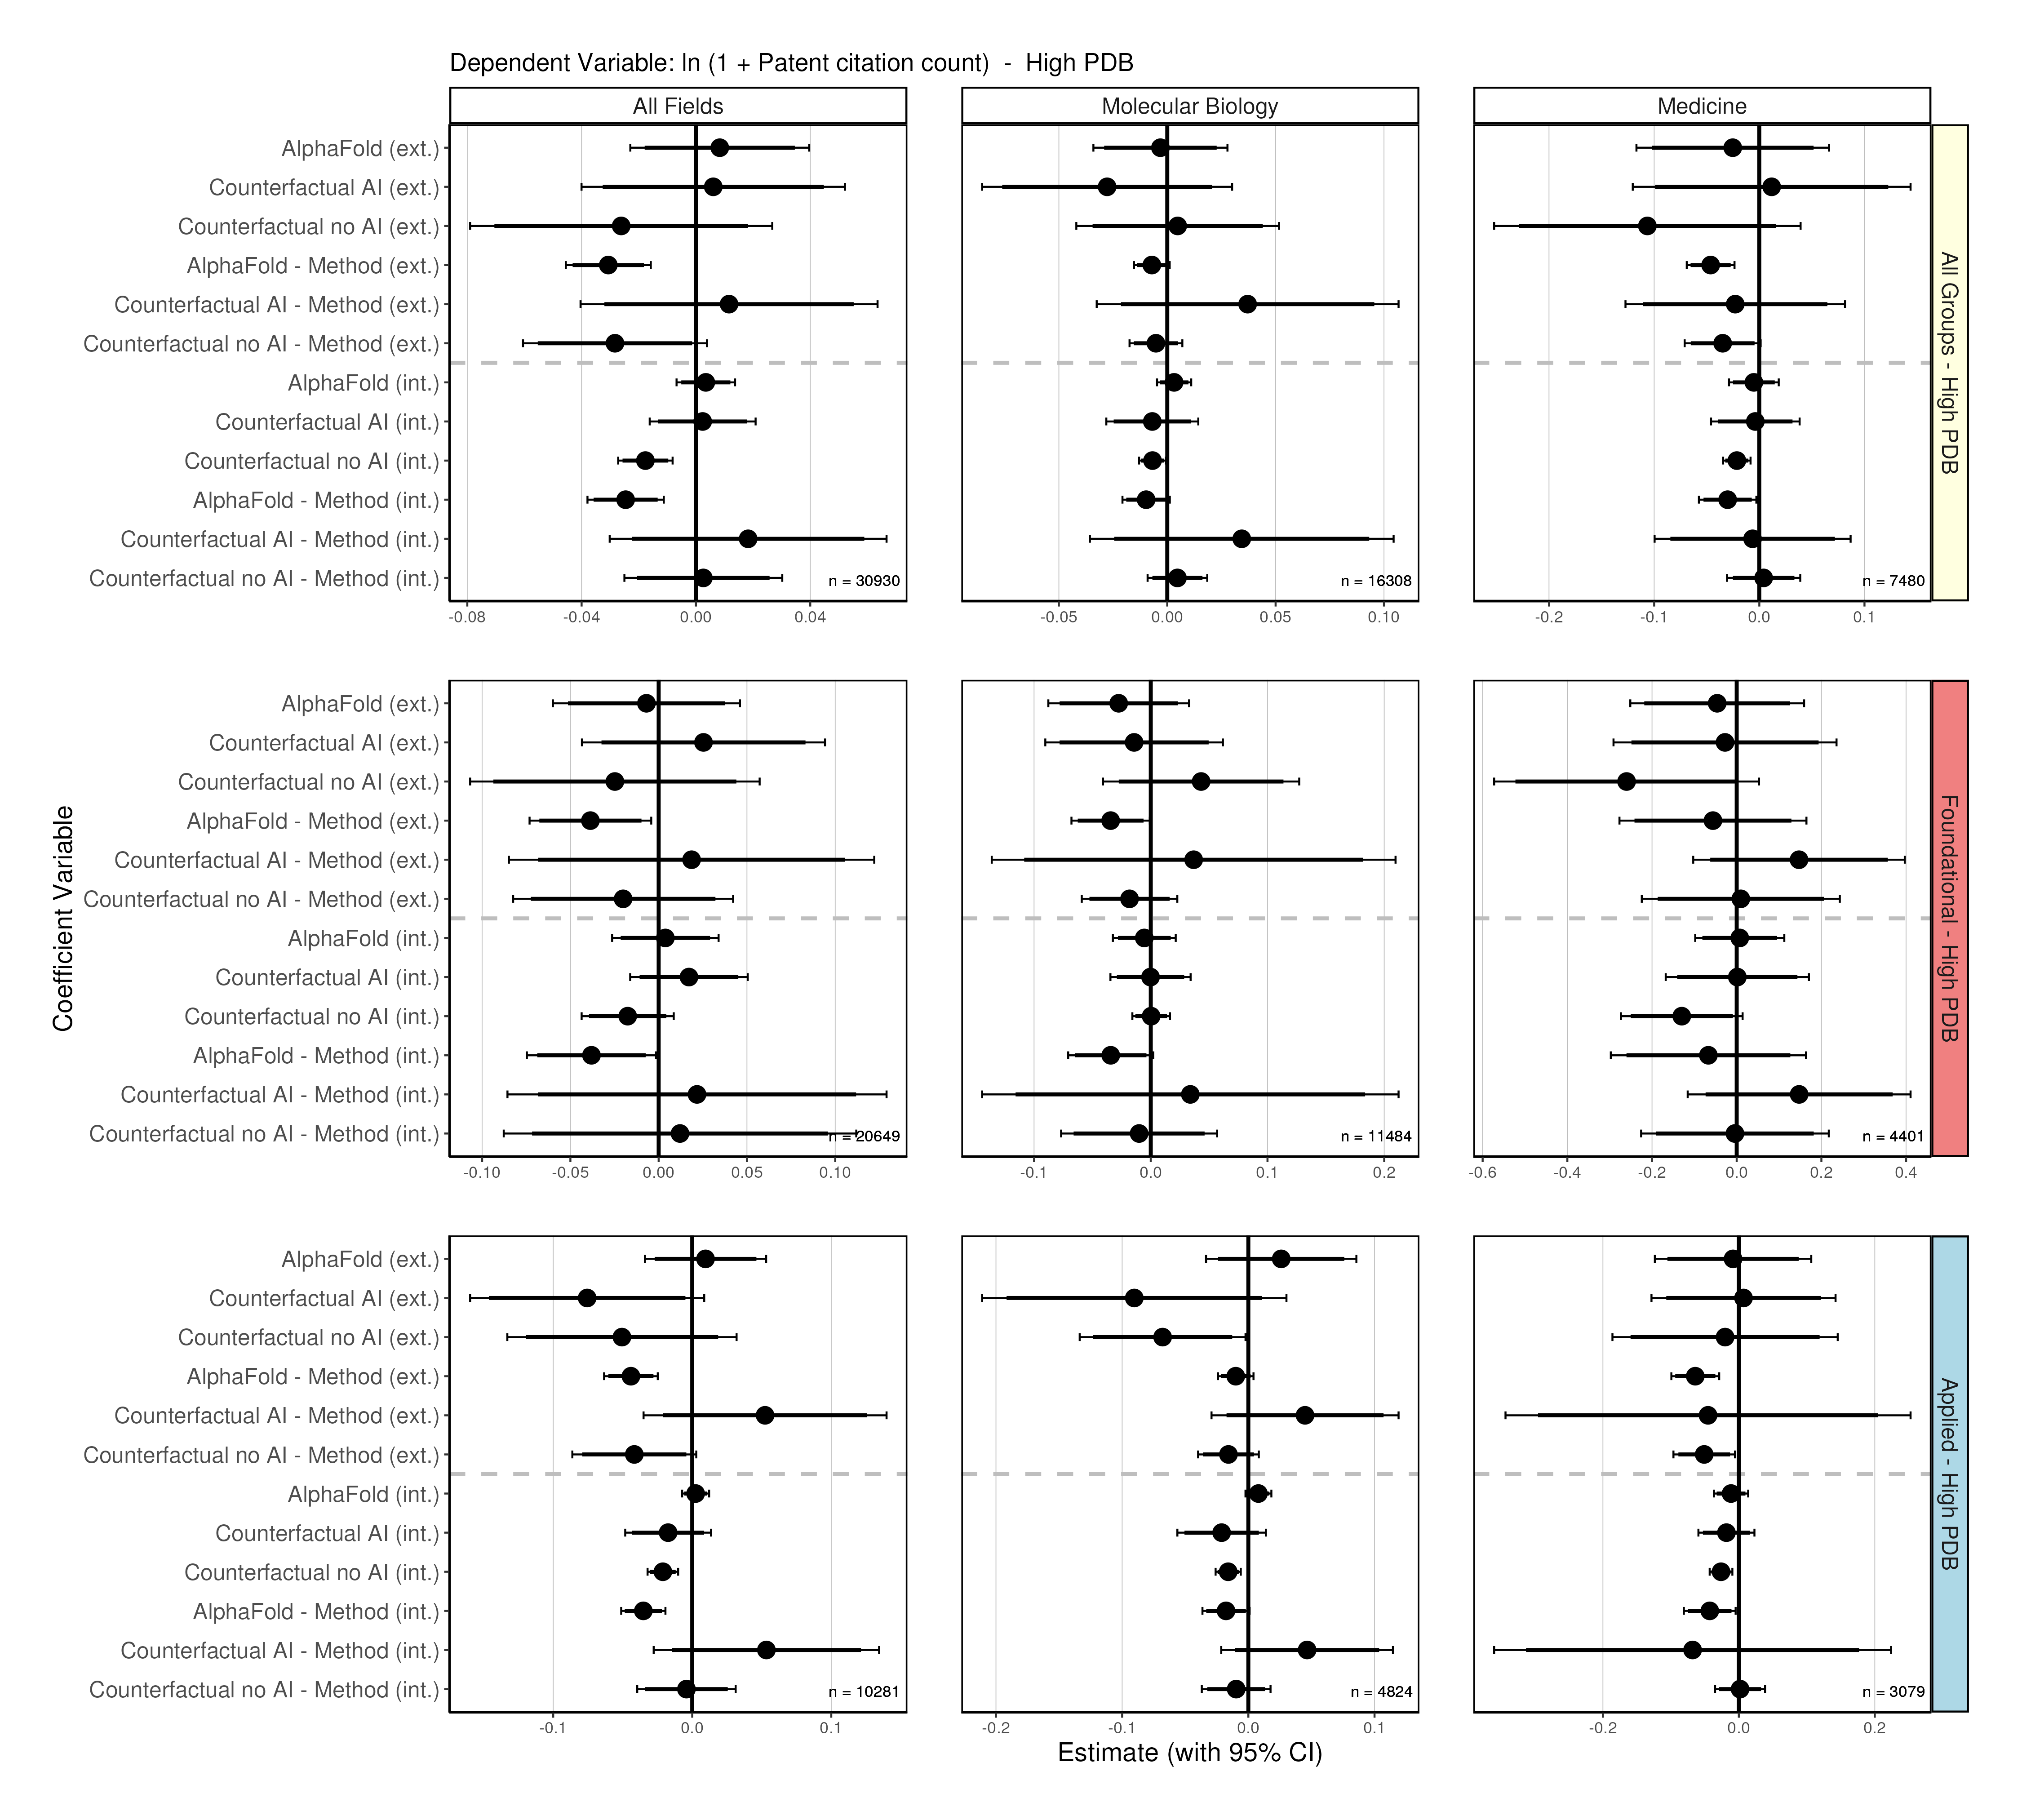 Dependent Variable: ln (1 + Patent citation count)  -  High PDB
All Fields
Molecular Biology
Medicine
AlphaFold (ext.)
Counterfactual AI (ext.)
Counterfactual no AI (ext.)
AlphaFold - Method (ext.)
Counterfactual AI - Method (ext.)
Counterfactual no AI - Method (ext.)
AlphaFold (int.)
Counterfactual AI (int.)
Counterfactual no AI (int.)
AlphaFold - Method (int.)
Counterfactual AI - Method (int.)
Counterfactual no AI - Method (int.)
n = 30930
n = 16308
n = 7480
All Groups - High PDB
-0.08 -0.04 0.00 0.04
-0.05 0.00 0.05 0.10
-0.2 -0.1 0.0 0.1
Coefficient Variable
AlphaFold (ext.)
Counterfactual AI (ext.)
Counterfactual no AI (ext.)
AlphaFold - Method (ext.)
Counterfactual AI - Method (ext.)
Counterfactual no AI - Method (ext.)
AlphaFold (int.)
Counterfactual AI (int.)
Counterfactual no AI (int.)
AlphaFold - Method (int.)
Counterfactual AI - Method (int.)
Counterfactual no AI - Method (int.)
n = 20649
n = 11484
n = 4401
Foundational - High PDB
-0.10 -0.05 0.00 0.05 0.10
-0.1 0.0 0.1 0.2
-0.6 -0.4 -0.2 0.0 0.2 0.4
AlphaFold (ext.)
Counterfactual AI (ext.)
Counterfactual no AI (ext.)
AlphaFold - Method (ext.)
Counterfactual AI - Method (ext.)
Counterfactual no AI - Method (ext.)
AlphaFold (int.)
Counterfactual AI (int.)
Counterfactual no AI (int.)
AlphaFold - Method (int.)
Counterfactual AI - Method (int.)
Counterfactual no AI - Method (int.)
n = 10281
n = 4824
n = 3079
Applied - High PDB
-0.1 0.0 0.1
-0.2 -0.1 0.0 0.1
-0.2 0.0 0.2
Estimate (with 95% CI)